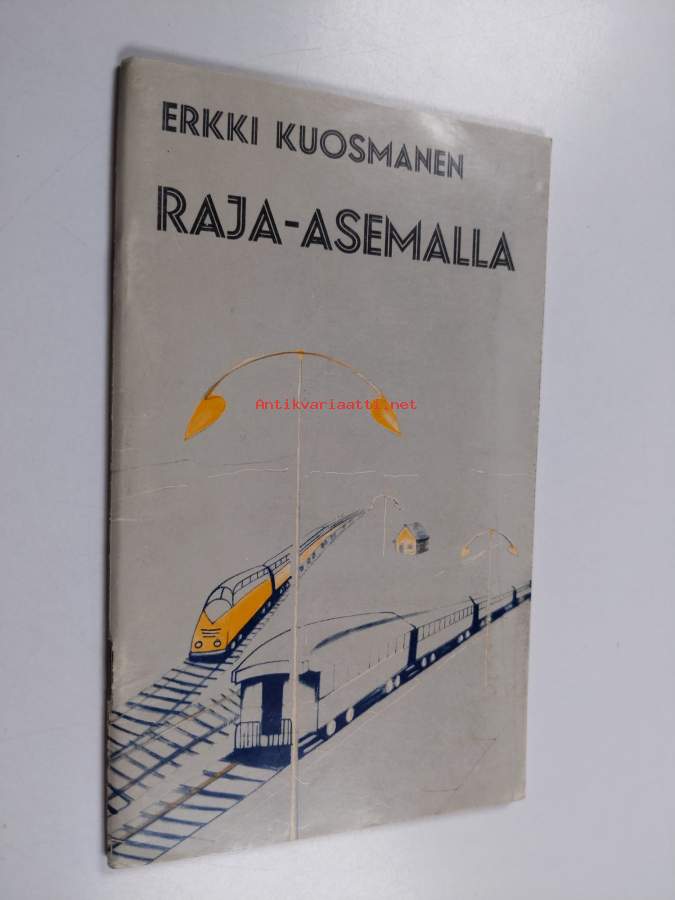 ERKKI KUOSMANEN
RAJA-ASEMALLA
Antikvariaatti.net